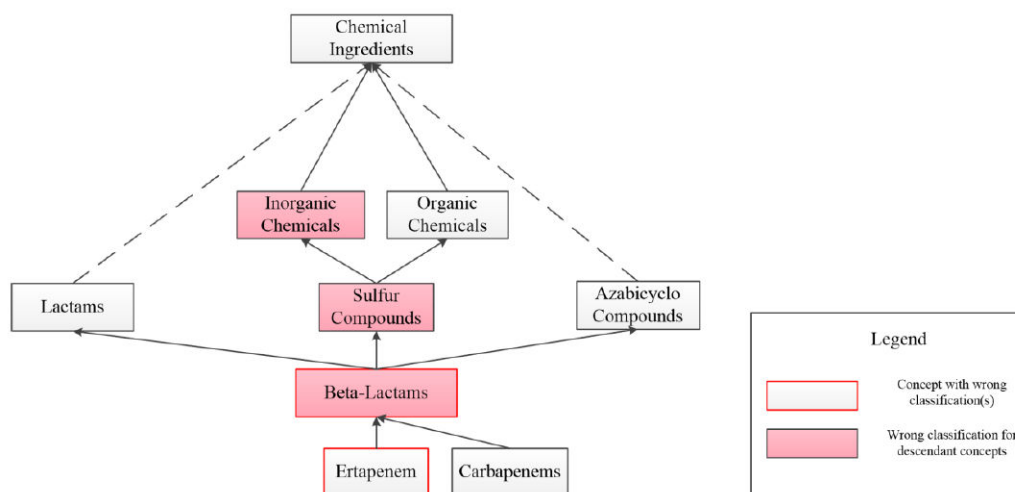 Chemical
Ingredients
Inorganic
Chemicals
Organic
Chemicals
Lactams
Sulfur
Compounds
Azabicyclo
Compounds
Beta-Lactams
Ertapenem
Carbapenems
Legend
Concept with wrong
classification(s)
Wrong classification for
descendant concepts